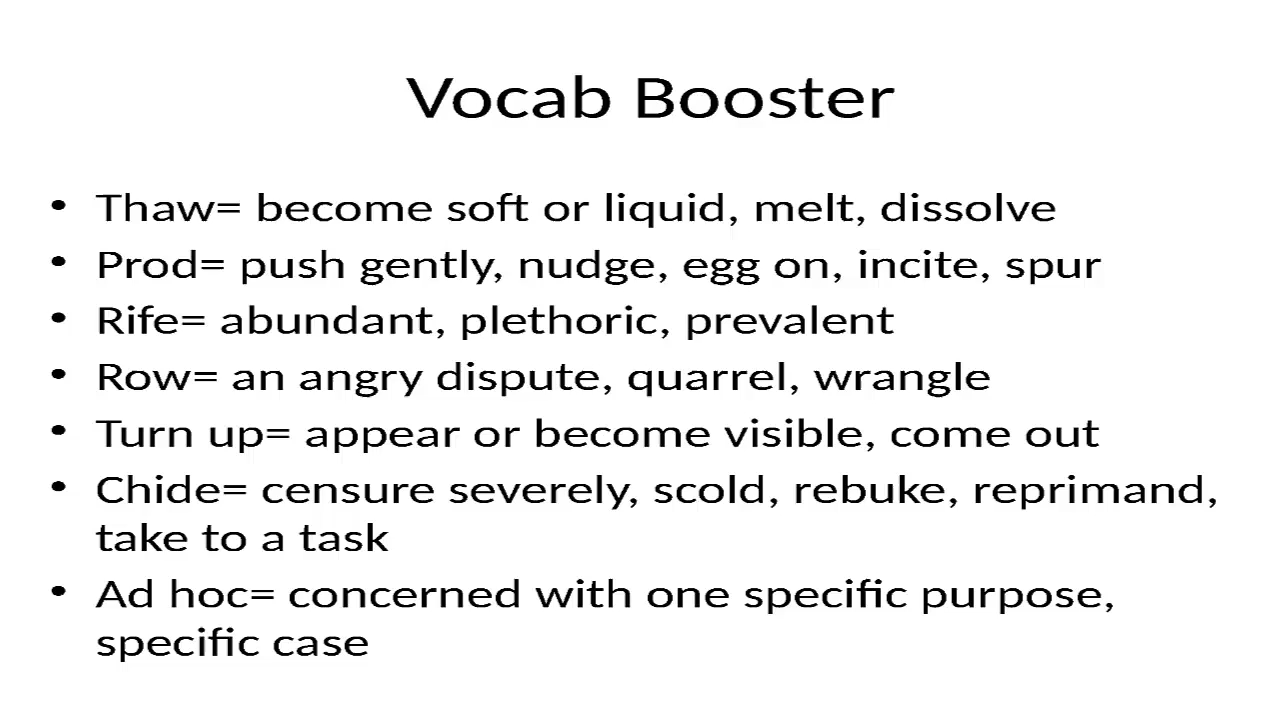 Vocab Booster
• Thaw= become soft or liquid, melt, dissolve
• Prod= push gently, nudge, egg on, incite, spur
• Rife= abundant, plethoric, prevalent
• Row= an angry dispute, quarrel, wrangle
• Turn up= appear or become visible, come out
• Chide= censure severely, scold, rebuke, reprimand,
take to a task
• Ad hoc= concerned with one specific purpose,
specific case